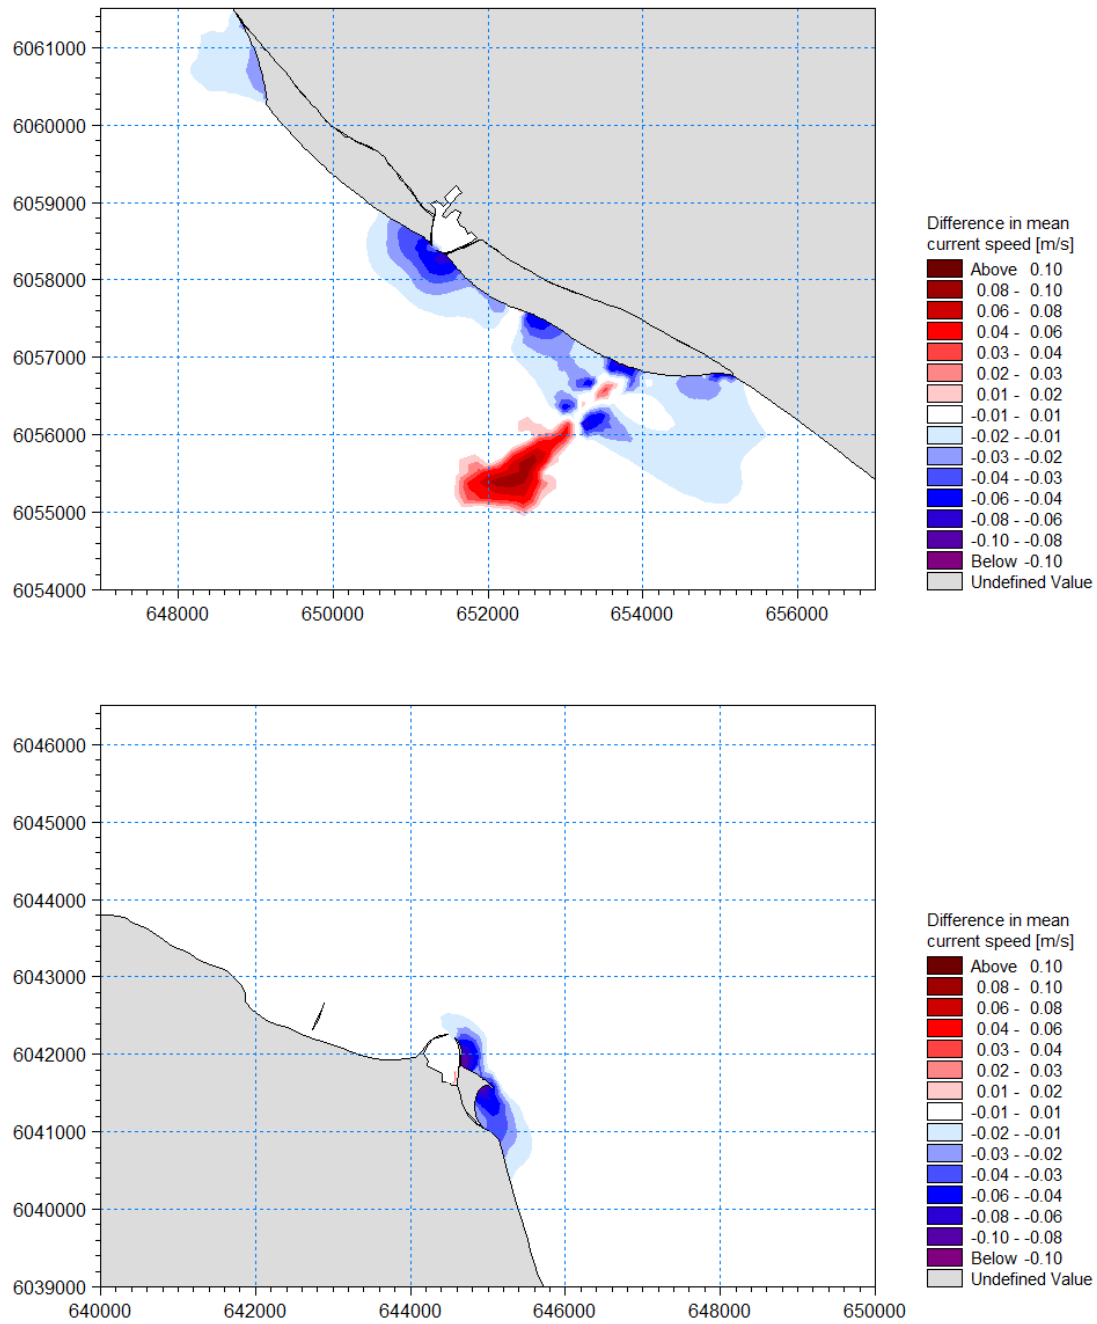 6061000
6060000
6059000
6058000
6057000
6056000
6055000
6054000
648000 650000 652000 654000 656000
Difference in mean
current speed [m/s]
Above 0.10
0.08 - 0.10
0.06 - 0.08
0.04 - 0.06
0.03 - 0.04
0.02 - 0.03
0.01 - 0.02
-0.01 - 0.01
-0.02 - -0.01
-0.03 - -0.02
-0.04 - -0.03
-0.06 - -0.04
-0.08 - -0.06
-0.10 - -0.08
Below -0.10
Undefined Value
6046000
6045000
6044000
6043000
6042000
6041000
6040000
6039000
640000 642000 644000 646000 648000 650000
Difference in mean
current speed [m/s]
Above 0.10
0.08 - 0.10
0.06 - 0.08
0.04 - 0.06
0.03 - 0.04
0.02 - 0.03
0.01 - 0.02
-0.01 - 0.01
-0.02 - -0.01
-0.03 - -0.02
-0.04 - -0.03
-0.06 - -0.04
-0.08 - -0.06
-0.10 - -0.08
Below -0.10
Undefined Value